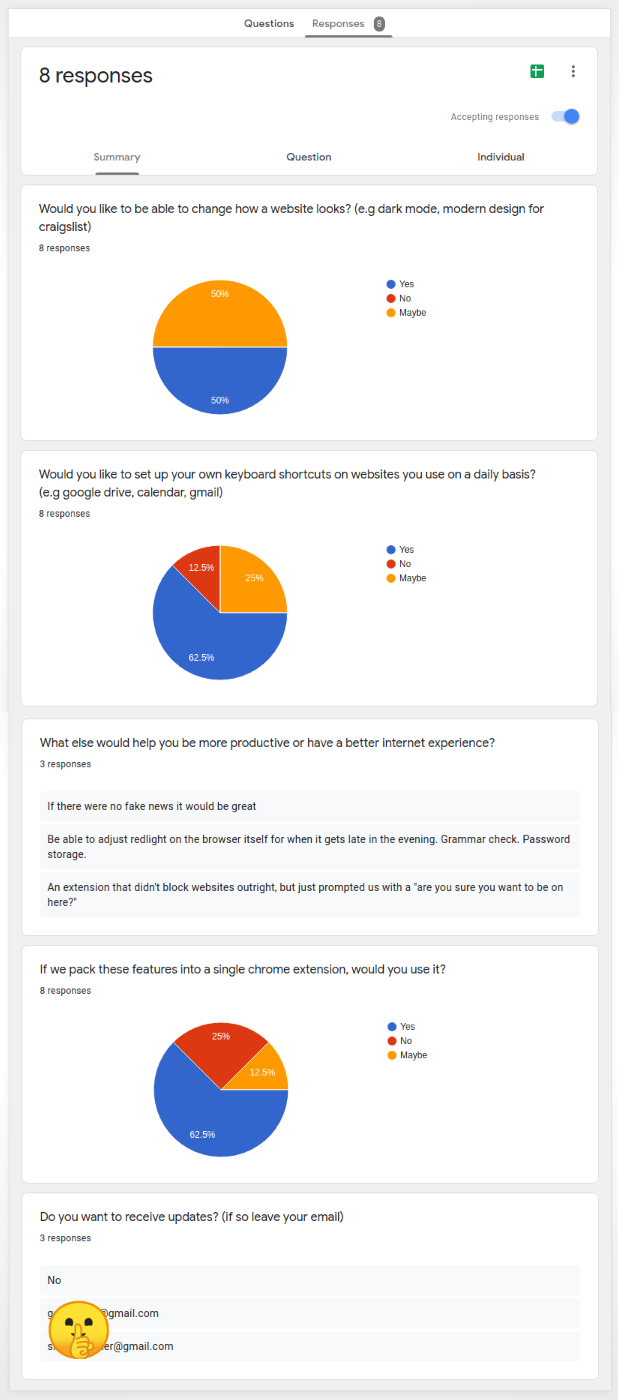 Questions
Responses 8
8 responses
Accepting responses
Summary
Question
Individual
Would you like to be able to change how a website looks? (e.g dark mode, modern design for
craigslist)
8 responses
50%
50%
Yes
No
Maybe
Would you like to set up your own keyboard shortcuts on websites you use on a daily basis?
(e.g google drive, calendar, gmail)
8 responses
12.5%
25%
62.5%
Yes
No
Maybe
What else would help you be more productive or have a better internet experience?
3 responses
If there were no fake news it would be great
Be able to adjust redlight on the browser itself for when it gets late in the evening. Grammar check. Password
storage.
An extension that didn't block websites outright, but just prompted us with a "are you sure you want to be on
here?"
If we pack these features into a single chrome extension, would you use it?
8 responses
25%
12.5%
62.5%
Yes
No
Maybe
Do you want to receive updates? (if so leave your email)
3 responses
No
@gmail.com
er@gmail.com